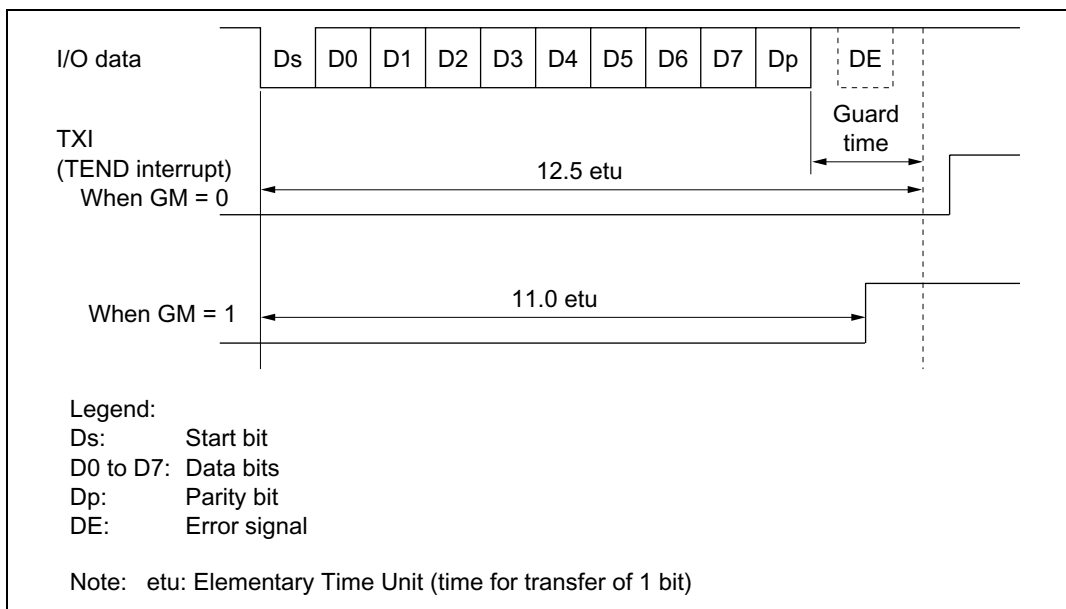 I/O data
Ds D0 D1 D2 D3 D4 D5 D6 D7 Dp DE
Guard
time
TXI
(TEND interrupt)
When GM = 0
12.5 etu
When GM = 1
11.0 etu
Legend:
Ds: Start bit
D0 to D7: Data bits
Dp: Parity bit
DE: Error signal
Note: etu: Elementary Time Unit (time for transfer of 1 bit)